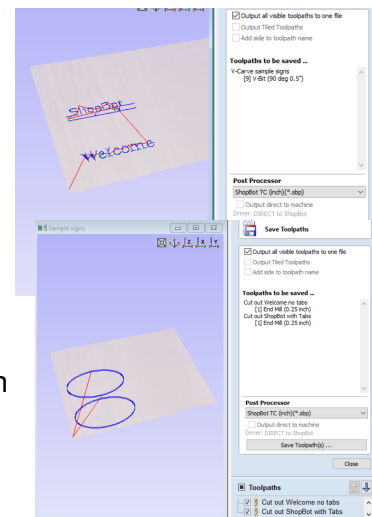 Output all visible toolpaths to one file
Output Tiled Toolpaths
Add side to toolpath name
Toolpaths to be saved ...
V-Carve sample signs
[9] V-Bit (90 deg 0.5")
ShopBot
Welcome
Post Processor
ShopBot TC (inch)(*.sbp)
Output direct to machine
Driver: DIRECT to ShopBot
Sample signs
Save Toolpaths
Output all visible toolpaths to one file
Output Tiled Toolpaths
Add side to toolpath name
Toolpaths to be saved ...
Cut out Welcome no tabs
[1] End Mill (0.25 inch)
Cut out ShopBot with Tabs
[1] End Mill (0.25 inch)
Post Processor
ShopBot TC (inch)(*.sbp)
Output direct to machine
Driver: DIRECT to ShopBot
Save Toolpath(s) ...
Close
Toolpaths
Cut out Welcome no tabs
Cut out ShopBot with Tabs